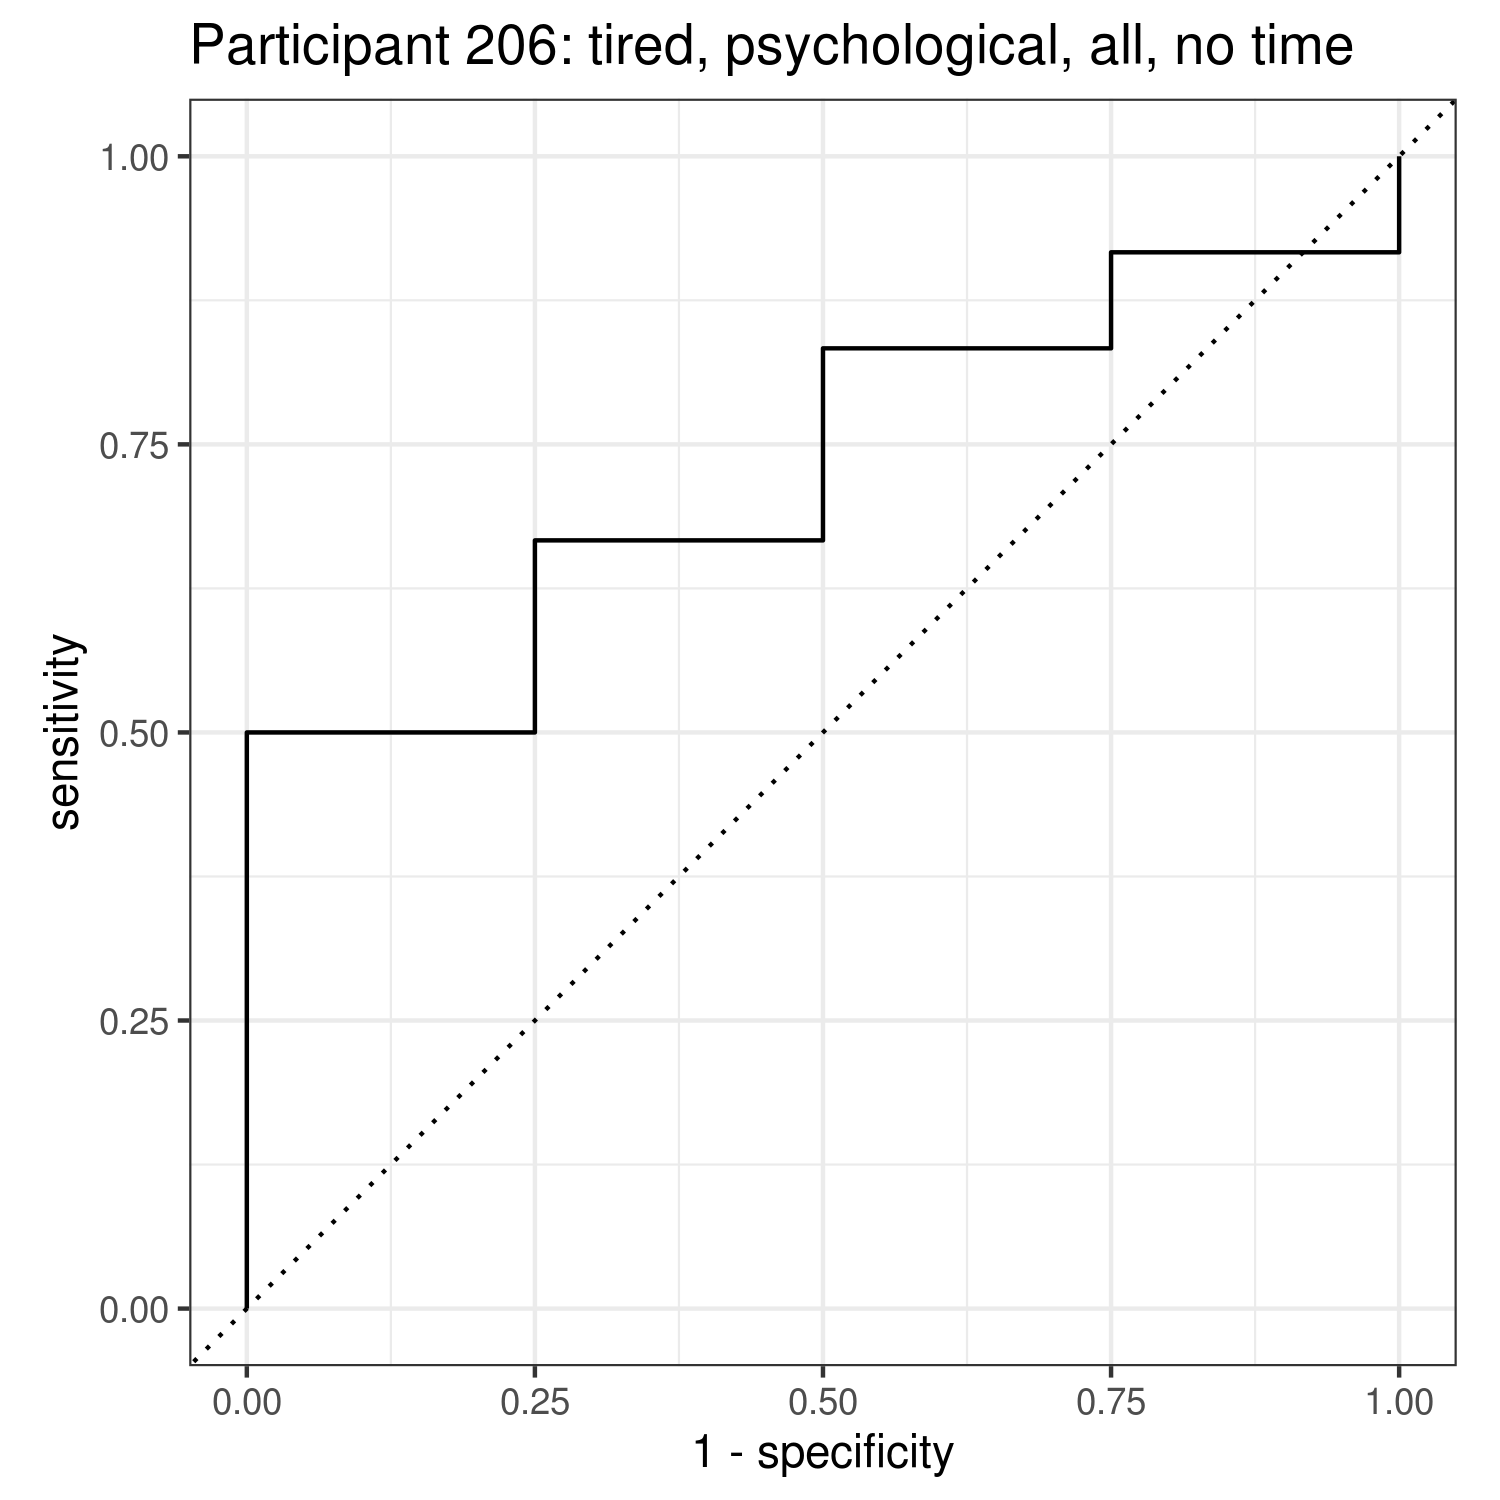 Participant 206: tired, psychological, all, no time
1.00
0.75
0.50
0.25
0.00
sensitivity
0.00 0.25 0.50 0.75 1.00
1 - specificity